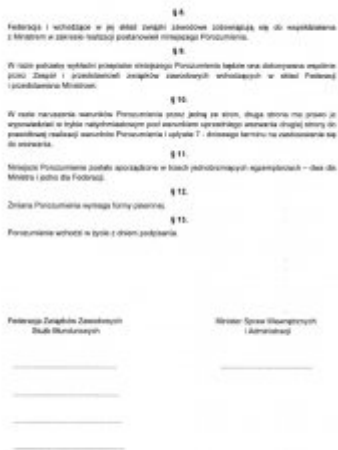 § 8.
Federacja i wchodzące w jej skład związki zawodowe zobowiązują się do współdziałania
z Ministrem w zakresie realizacji postanowień niniejszego Porozumienia.
§ 9.
W razie potrzeby wykładni przepisów niniejszego Porozumienia będzie ona dokonywana wspólnie
przez Zespół i przedstawicieli związków zawodowych wchodzących w skład Federacji
i przedstawicieli Ministrem.
§ 10.
W razie naruszenia warunków Porozumienia przez jedną ze stron, druga strona ma prawo je
wypowiedzieć w trybie natychmiastowym pod warunkiem uprzedniego wezwania drugiej strony do
prawidłowej realizacji warunków Porozumienia i upływie 7 - dniowego terminu na zastosowanie się
do wezwania.
§ 11.
Niniejsze Porozumienie zostało sporządzone w trzech jednobrzmiących egzemplarzach – dwa dla
Ministra i jedno dla Federacji.
§ 12.
Zmiana Porozumienia wymaga formy pisemnej.
§ 13.
Porozumienie wchodzi w życie z dniem podpisania.
Federacja Związków Zawodowych
Służb Mundurowych
Minister Spraw Wewnętrznych
i Administracji